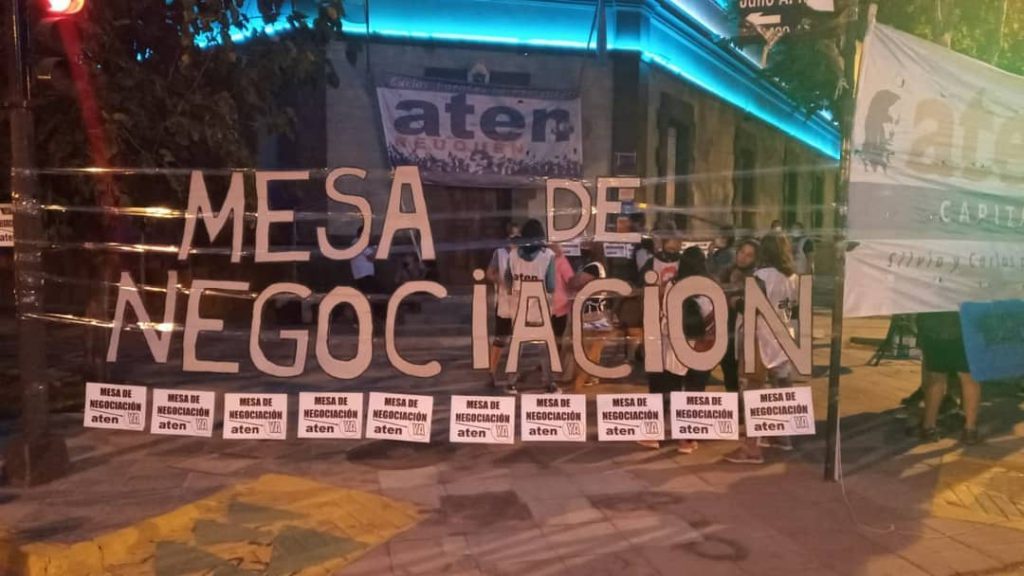 aten
NEUQUEN
MESA DE
NEGOCiACiON
aten
CAPITA
Silvia y Carlos
aten
MESA DE
NEGOCIACIÓN
aten YA
MESA DE
NEGOCIACIÓN
aten YA
MESA DE
NEGOCIACIÓN
aten YA
MESA DE
NEGOCIACIÓN
aten YA
MESA DE
NEGOCIACIÓN
aten YA
MESA DE
NEGOCIACIÓN
aten YA
MESA DE
NEGOCIACIÓN
aten YA
MESA DE
NEGOCIACIÓN
aten YA
MESA DE
NEGOCIACIÓN
aten YA
MESA DE
NEGOCIACIÓN
aten YA